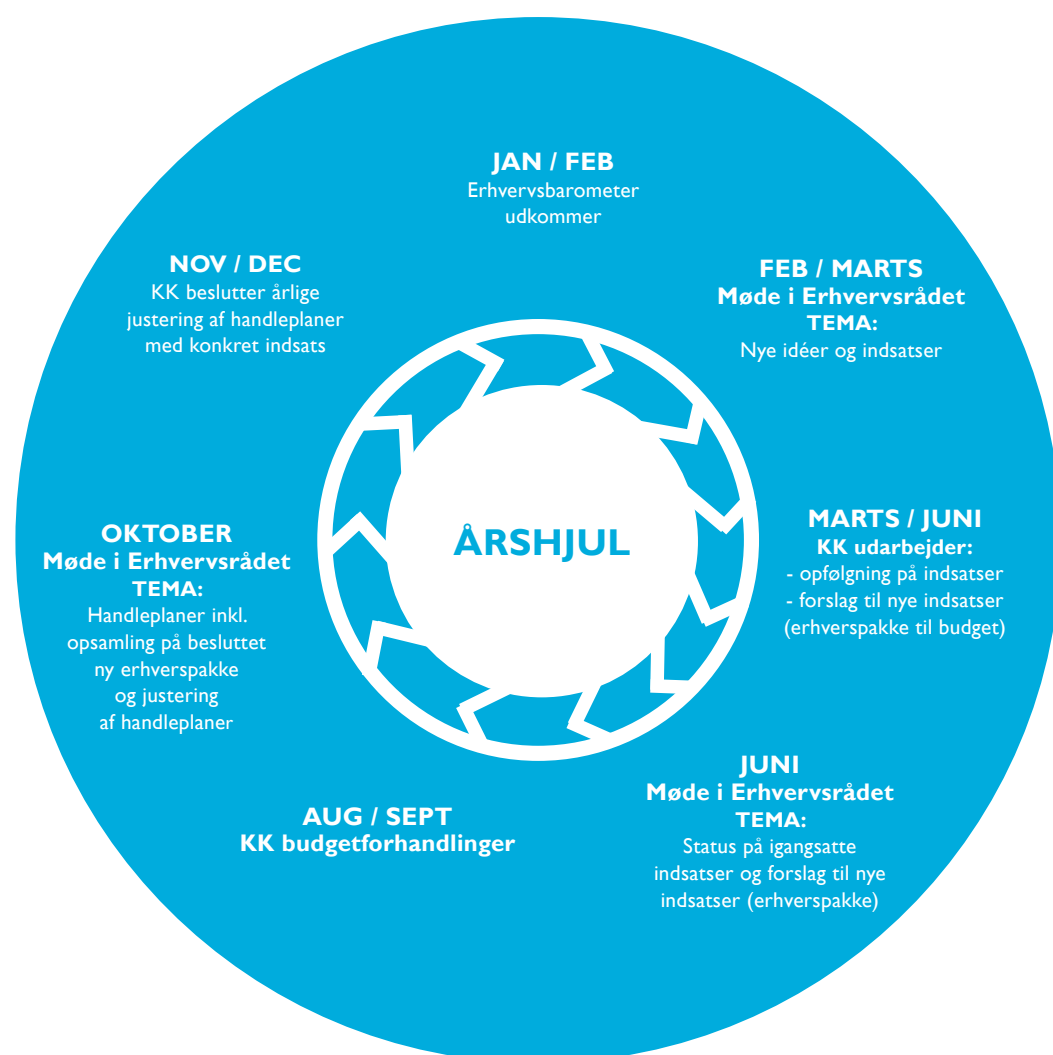 JAN / FEB
Erhvervsbarometer
udkommer
FEB / MARTS
Møde i Erhvervsrådet
TEMA:
Nye idéer og indsatser
MARTS / JUNI
KK udarbejder:
- opfølgning på indsatser
- forslag til nye indsatser
(erhverspakke til budget)
JUNI
Møde i Erhvervsrådet
TEMA:
Status på igangsatte
indsatser og forslag til nye
indsatser (erhverspakke)
AUG / SEPT
KK budgetforhandlinger
OKTOBER
Møde i Erhvervsrådet
TEMA:
Handleplaner inkl.
opsamling på besluttet
ny erhverspakke
og justering
af handleplaner
NOV / DEC
KK beslutter årlige
justering af handleplaner
med konkret indsats
ÅRSHJUL